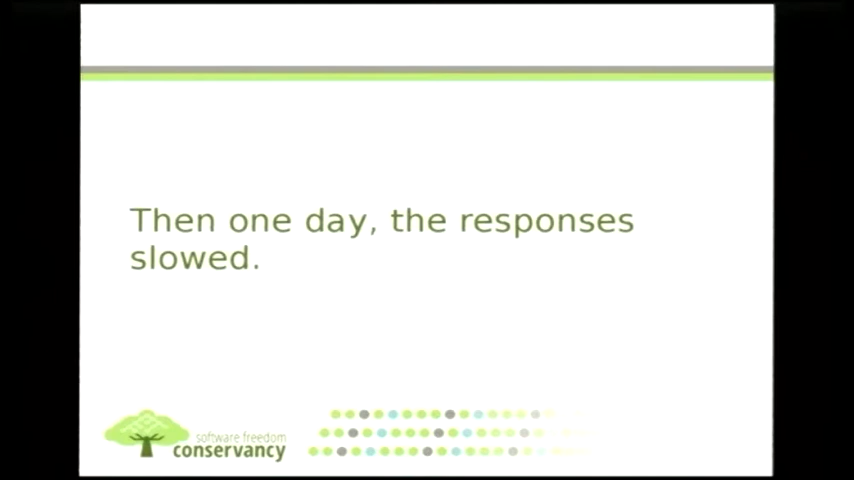 Then one day, the responses
slowed.
software freedom
conservancy